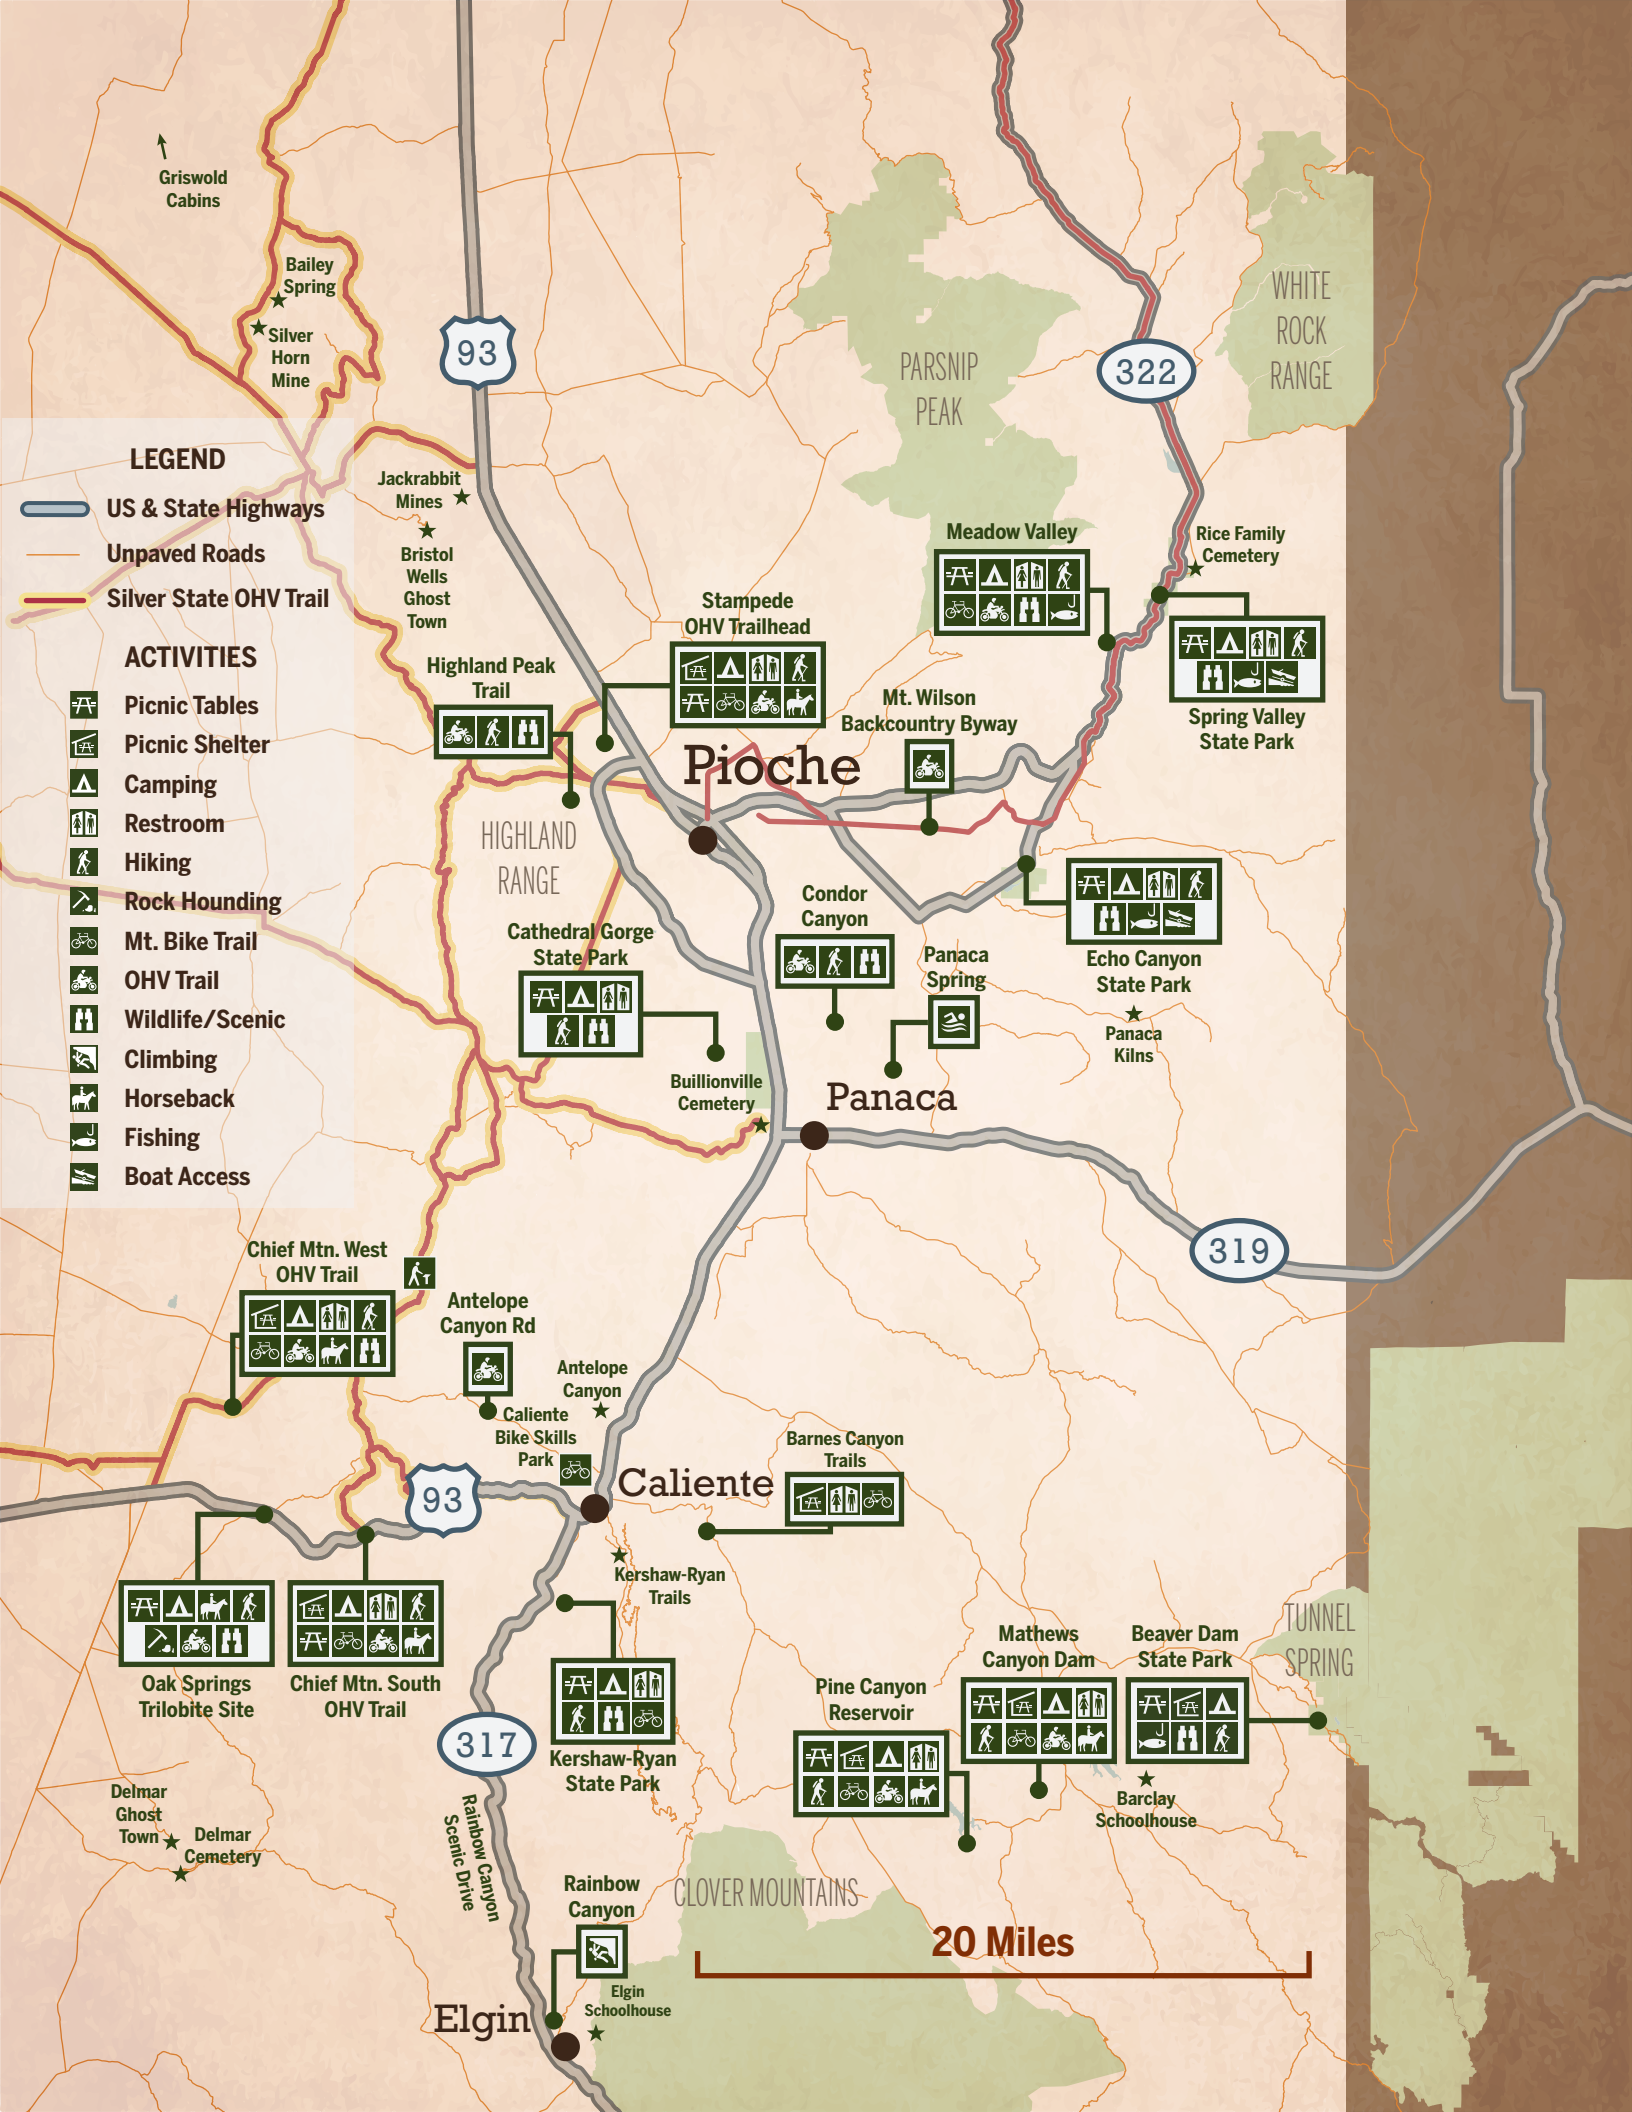 Griswold
Cabins
Bailey
Spring
Silver
Horn
Mine
93
322
WHITE
ROCK
RANGE
PARSNIP
PEAK
LEGEND
US & State Highways
Unpaved Roads
Silver State OHV Trail
ACTIVITIES
Picnic Tables
Picnic Shelter
Camping
Restroom
Hiking
Rock Hounding
Mt. Bike Trail
OHV Trail
Wildlife/Scenic
Climbing
Horseback
Fishing
Boat Access
Jackrabbit
Mines
Bristol
Wells
Ghost
Town
Meadow Valley
Rice Family
Cemetery
Stampede
OHV Trailhead
Highland Peak
Trail
Mt. Wilson
Backcountry Byway
Spring Valley
State Park
Pioche
HIGHLAND
RANGE
Condor
Canyon
Cathedral Gorge
State Park
Panaca
Spring
Echo Canyon
State Park
Panaca
Kilns
Buillionville
Cemetery
Panaca
319
Chief Mtn. West
OHV Trail
Antelope
Canyon Rd
Antelope
Canyon
Caliente
Bike Skills
Park
Barnes Canyon
Trails
93
Caliente
Kershaw-Ryan
Trails
TUNNEL
SPRING
Oak Springs
Trilobite Site
Chief Mtn. South
OHV Trail
Mathews
Canyon Dam
Beaver Dam
State Park
Pine Canyon
Reservoir
317
Kershaw-Ryan
State Park
Barclay
Schoolhouse
Delmar
Ghost
Town
Delmar
Cemetery
Rainbow Canyon
Scenic Drive
Rainbow
Canyon
CLOVER MOUNTAINS
20 Miles
Elgin
Schoolhouse
Elgin